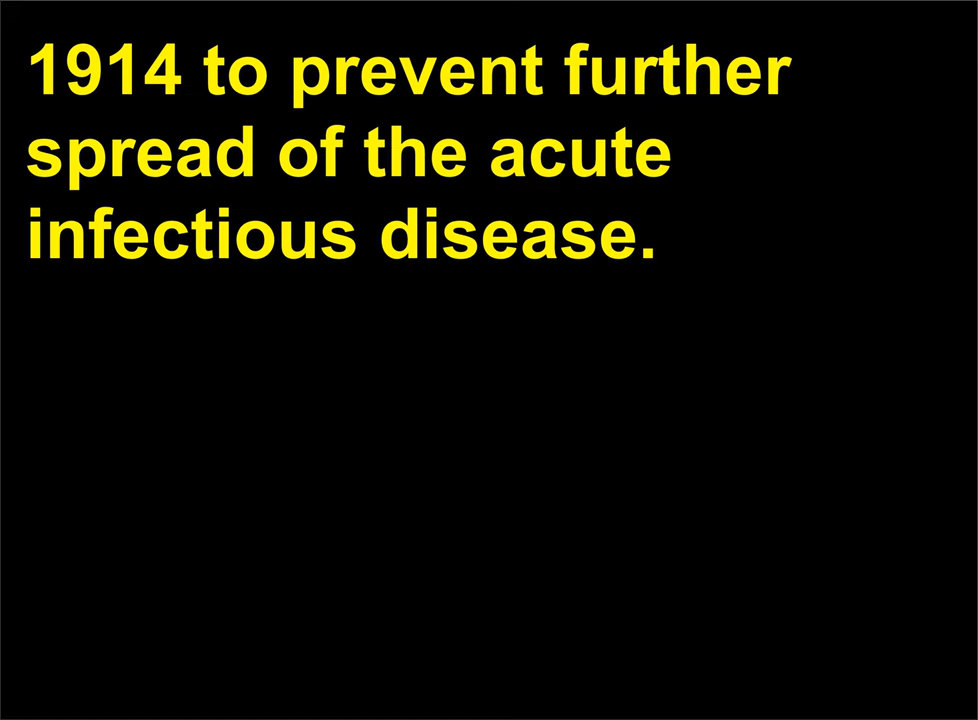 1914 to prevent further
spread of the acute
infectious disease.